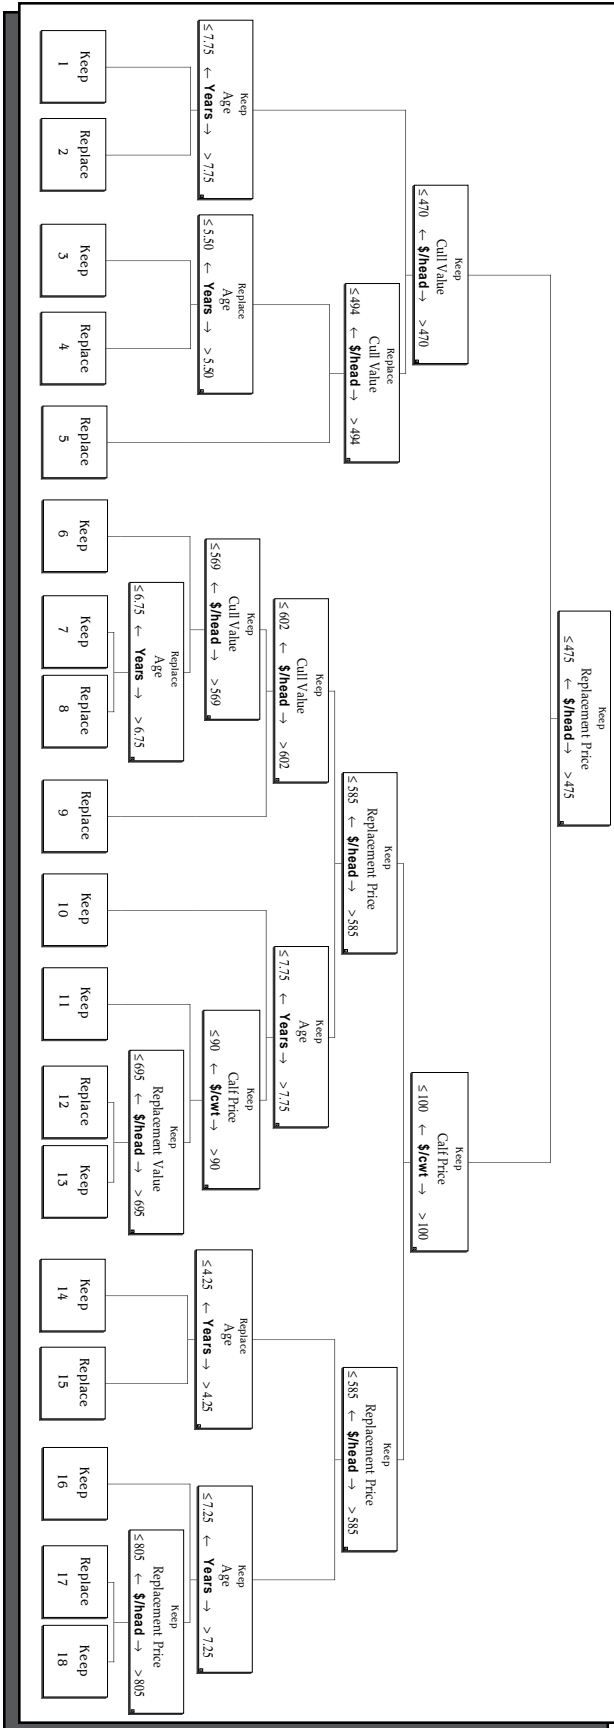 Keep
Replacement Price
≤ 475 ← $/head → > 475
Keep
Cull Value
≤ 470 ← $/head → > 470
Keep
Calf Price
≤ 100 ← $/cwt → > 100
Replace
Cull Value
≤ 494 ← $/head → > 494
Keep
Replacement Price
≤ 585 ← $/head → > 585
Keep
Replacement Price
≤ 585 ← $/head → > 585
Keep
Cull Value
≤ 602 ← $/head → > 602
Keep
Age
≤ 7.75 ← Years → > 7.75
Keep
Age
≤ 7.75 ← Years → > 7.75
Replace
Age
≤ 5.50 ← Years → > 5.50
Keep
Cull Value
≤ 569 ← $/head → > 569
Keep
Calf Price
≤ 90 ← $/cwt → > 90
Replace
Age
≤ 4.25 ← Years → > 4.25
Keep
Age
≤ 7.25 ← Years → > 7.25
Replace
Age
≤ 6.75 ← Years → > 6.75
Keep
Replacement Value
≤ 695 ← $/head → > 695
Keep
Replacement Price
≤ 805 ← $/head → > 805
Keep
1
Replace
2
Keep
3
Replace
4
Replace
5
Keep
6
Keep
7
Replace
8
Replace
9
Keep
10
Keep
11
Replace
12
Keep
13
Keep
14
Replace
15
Keep
16
Replace
17
Keep
18